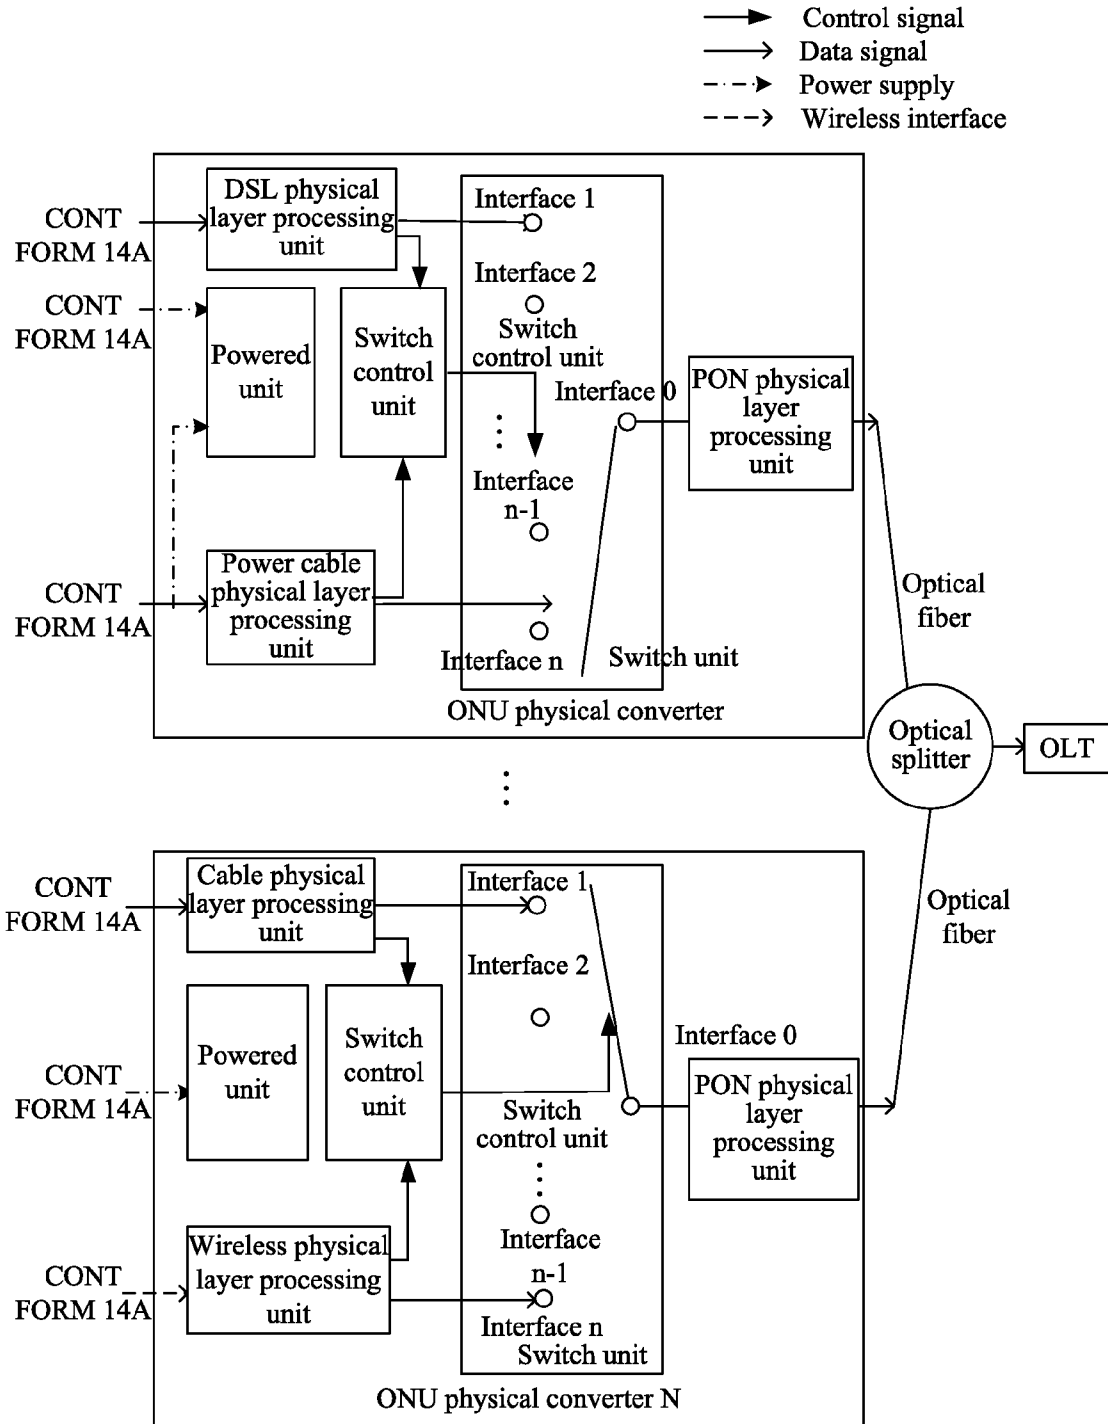 Control signal
Data signal
Power supply
Wireless interface
CONT
FORM 14A
DSL physical
layer processing
unit
Interface 1
CONT
FORM 14A
Powered
unit
Switch
control
unit
Interface 2
Switch
control unit
Interface 0
PON physical
layer
processing
unit
Interface
n-1
CONT
FORM 14A
Power cable
physical layer
processing
unit
Interface n
Switch unit
ONU physical converter
Optical
fiber
Optical
splitter
OLT
CONT
FORM 14A
Cable physical
layer processing
unit
Interface 1
Optical
fiber
Interface 2
CONT
FORM 14A
Powered
unit
Switch
control
unit
Interface 0
PON physical
layer
processing
unit
Switch
control unit
CONT
FORM 14A
Wireless physical
layer processing
unit
Interface
n-1
Interface n
Switch unit
ONU physical converter N